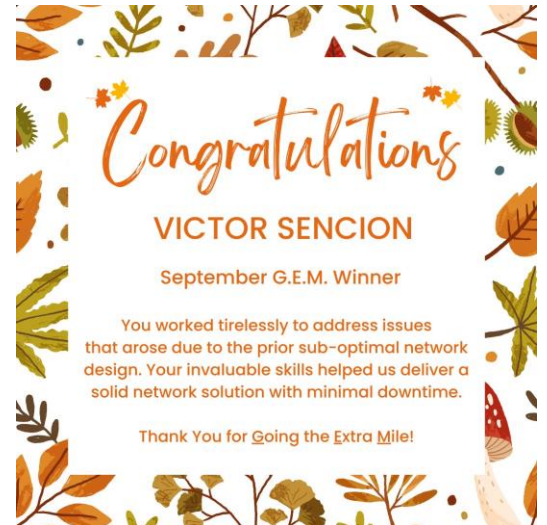 Congratulations
VICTOR SENCION
September G.E.M. Winner
You worked tirelessly to address issues
that arose due to the prior sub-optimal network
design. Your invaluable skills helped us deliver a
solid network solution with minimal downtime.
Thank You for Going the Extra Mile!